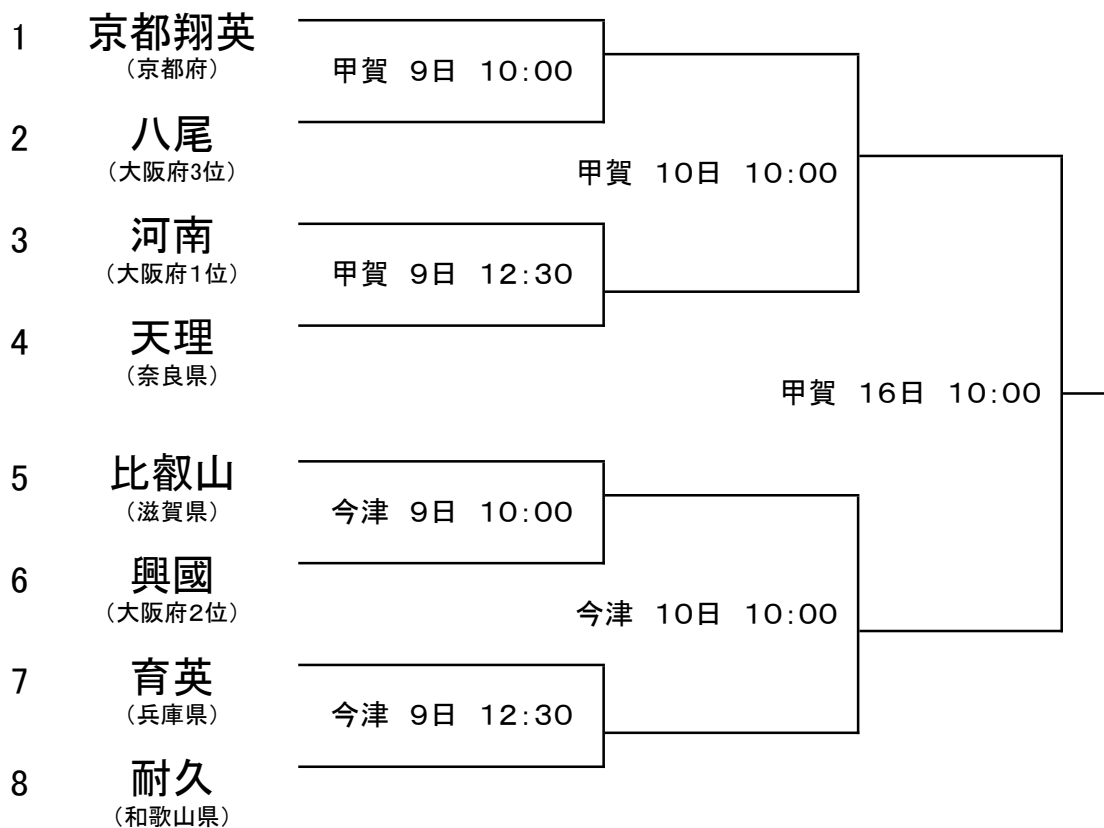 1 京都翔英
（京都府）
甲賀 9日 10:00
2 八尾
（大阪府3位）
甲賀 10日 10:00
3 河南
（大阪府1位）
甲賀 9日 12:30
4 天理
（奈良県）
甲賀 16日 10:00
5 比叡山
（滋賀県）
今津 9日 10:00
6 興國
（大阪府2位）
今津 10日 10:00
7 育英
（兵庫県）
今津 9日 12:30
8 耐久
（和歌山県）